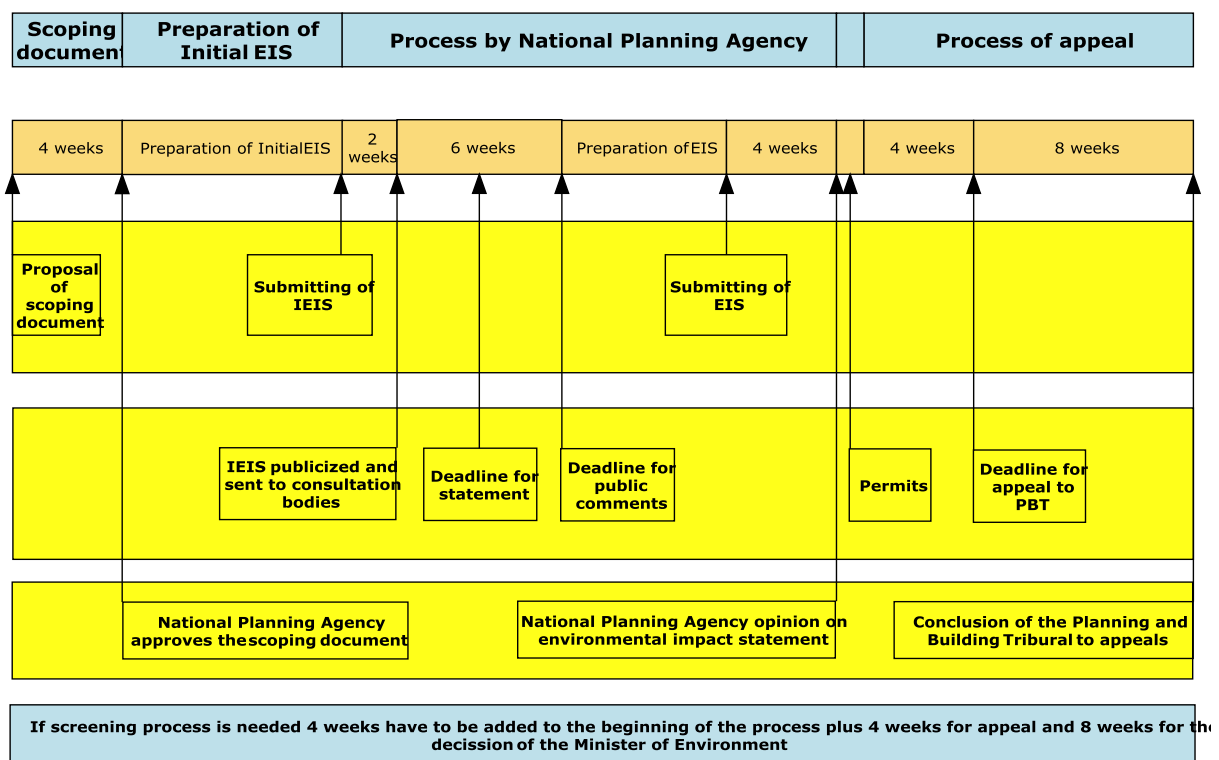 Scoping
document
Preparation of
Initial EIS
Process by National Planning Agency
Process of appeal
4 weeks
Preparation of InitialEIS
2
weeks
6 weeks
Preparation of EIS
4 weeks
4 weeks
8 weeks
Proposal
of
scoping
document
Submitting of
IEIS
Submitting of
EIS
IEIS publicized and
sent to consultation
bodies
Deadline for
statement
Deadline for
public
comments
Permits
Deadline for
appeal to
PBT
National Planning Agency
approves thescoping document
National Planning Agency opinion on
environmental impact statement
Conclusion of the Planning and
Building Tribural to appeals
If screening process is needed 4 weeks have to be added to the beginning of the process plus 4 weeks for appeal and 8 weeks for the
decission of the Minister of Environment